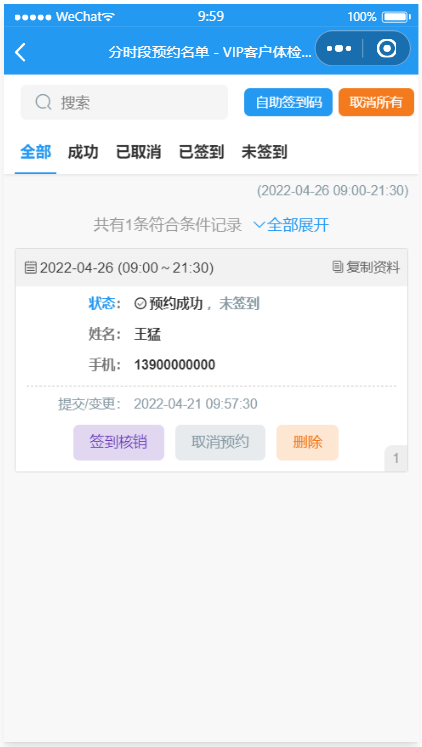 WeChat 9:59 100%
分时段预约名单 - VIP客户体检...
搜索 自助签到码 取消所有
全部 成功 已取消 已签到 未签到
(2022-04-26 09:00-21:30)
共有1条符合条件记录 全部展开
2022-04-26 (09:00～21:30) 复制资料
状态： 预约成功 ，未签到
姓名： 王猛
手机： 13900000000
提交/变更： 2022-04-21 09:57:30
签到核销 取消预约 删除
1